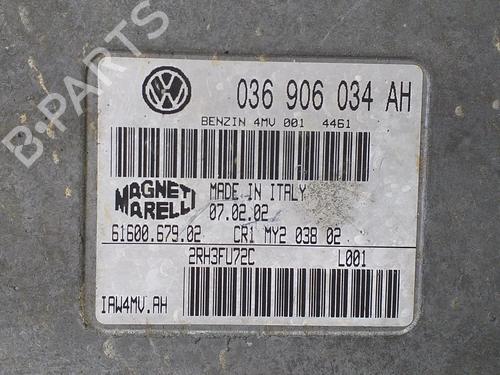 B-PARTS
036 906 034 AH
BENZIN 4MV 001 4461
MAGNETI MARELLI
MADE IN ITALY
07.02.02
61600.679.02 CR1 MY2 038 02
2RH3FU72C L001
IAW4MV.AH